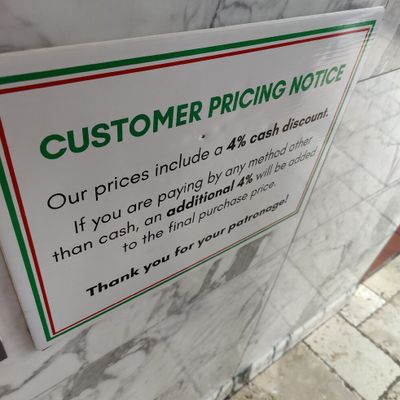 CUSTOMER PRICING NOTICE
Our prices include a 4% cash discount.
If you are paying by any method other
than cash, an additional 4% will be added
to the final purchase price.
Thank you for your patronage!